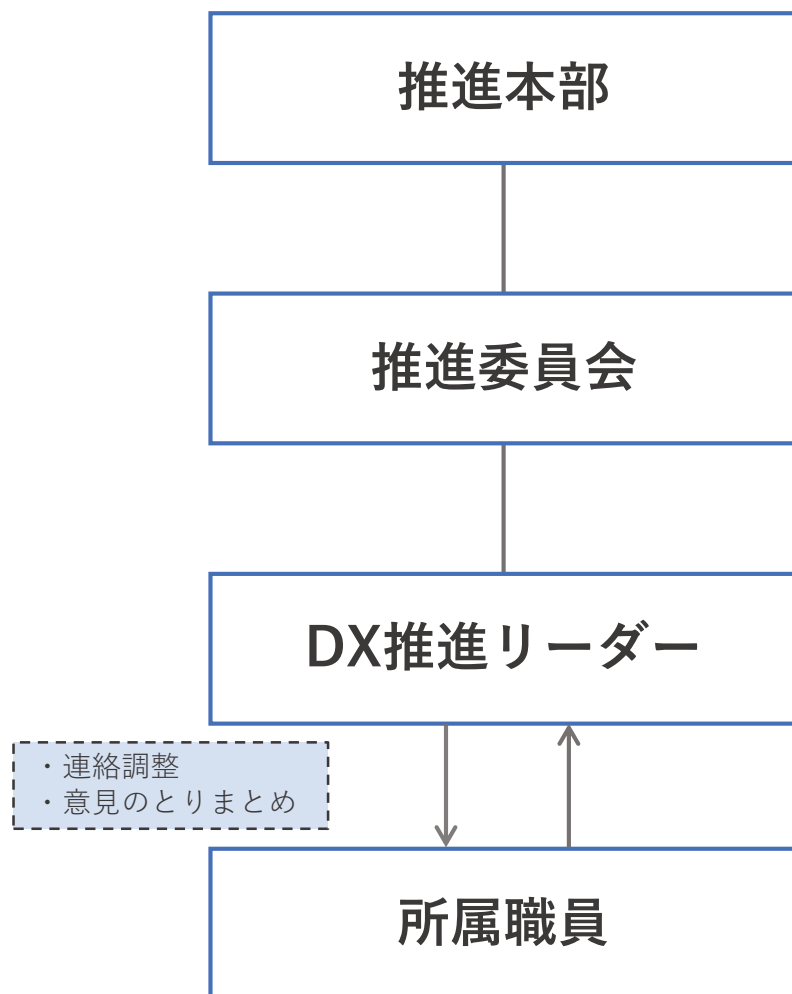 推進本部
推進委員会
DX推進リーダー
・連絡調整
・意見のとりまとめ
所属職員